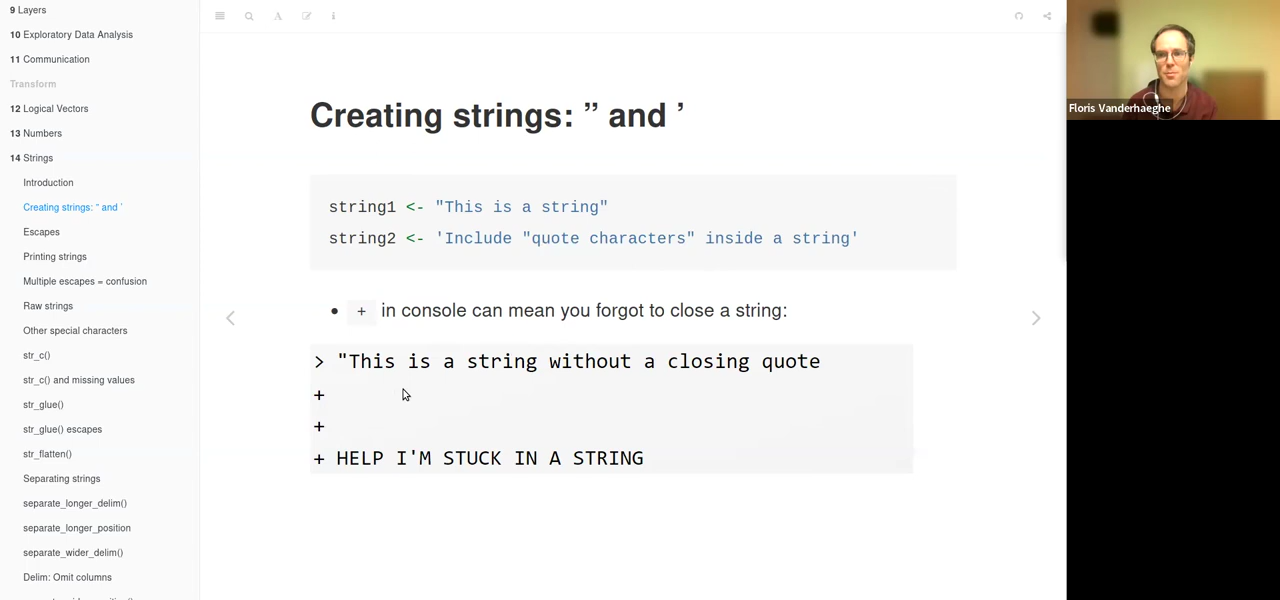 9 Layers
10 Exploratory Data Analysis
11 Communication
Transform
12 Logical Vectors
13 Numbers
14 Strings
Introduction
Creating strings: ” and ’
Escapes
Printing strings
Multiple escapes = confusion
Raw strings
Other special characters
str_c()
str_c() and missing values
str_glue()
str_glue() escapes
str_flatten()
Separating strings
separate_longer_delim()
separate_longer_position
separate_wider_delim()
Delim: Omit columns
A
i
Creating strings: ” and ’
string1 <- "This is a string"
string2 <- 'Include "quote characters" inside a string'
• + in console can mean you forgot to close a string:
> "This is a string without a closing quote
+
+
+ HELP I'M STUCK IN A STRING
Floris Vanderhaeghe